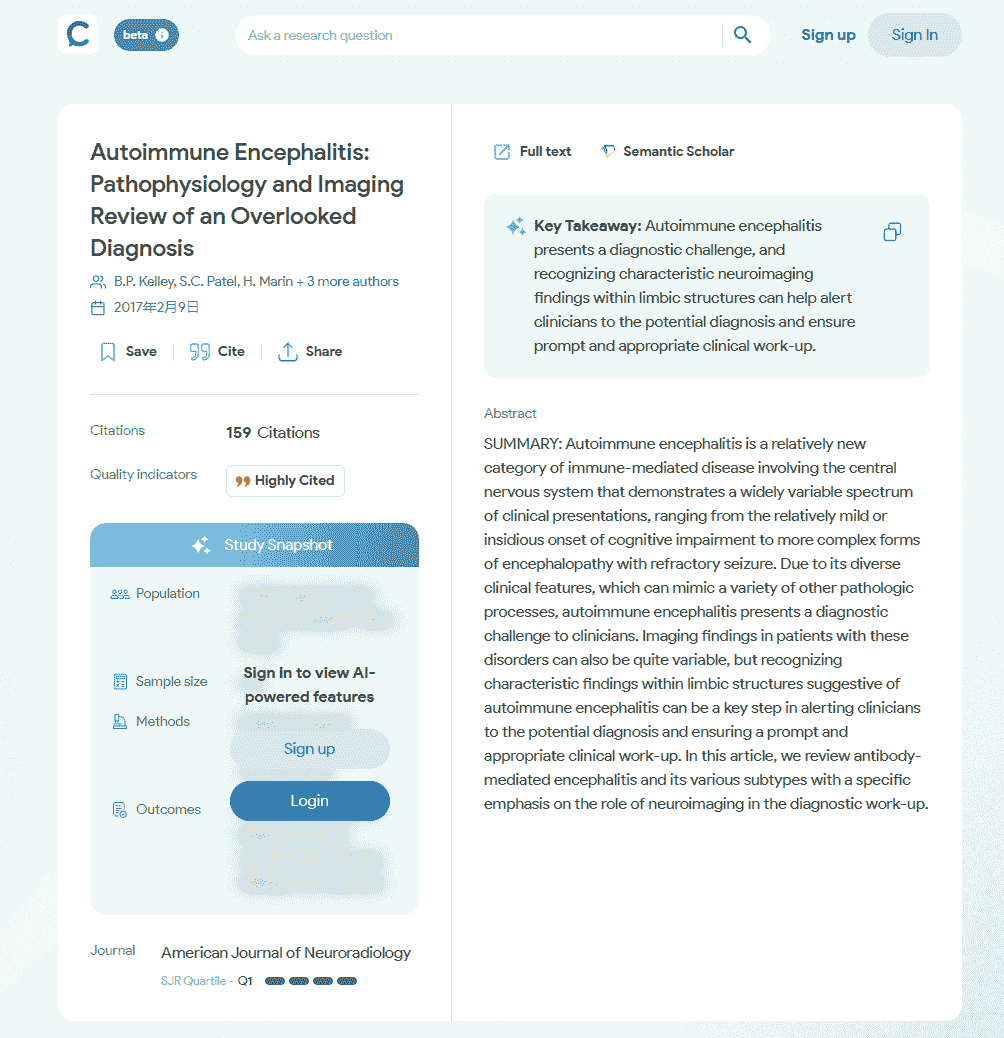 beta
Ask a research question
Sign up
Sign In
Autoimmune Encephalitis:
Pathophysiology and Imaging
Review of an Overlooked
Diagnosis
B.P. Kelley, S.C. Patel, H. Marin + 3 more authors
2017年2月9日
Save
Cite
Share
Citations
159 Citations
Quality indicators
Highly Cited
Study Snapshot
Population
Sample size
Methods
Outcomes
Sign in to view AI-
powered features
Sign up
Login
Journal
American Journal of Neuroradiology
SJR Quartile - Q1
Full text
Semantic Scholar
Key Takeaway: Autoimmune encephalitis
presents a diagnostic challenge, and
recognizing characteristic neuroimaging
findings within limbic structures can help alert
clinicians to the potential diagnosis and ensure
prompt and appropriate clinical work-up.
Abstract
SUMMARY: Autoimmune encephalitis is a relatively new
category of immune-mediated disease involving the central
nervous system that demonstrates a widely variable spectrum
of clinical presentations, ranging from the relatively mild or
insidious onset of cognitive impairment to more complex forms
of encephalopathy with refractory seizure. Due to its diverse
clinical features, which can mimic a variety of other pathologic
processes, autoimmune encephalitis presents a diagnostic
challenge to clinicians. Imaging findings in patients with these
disorders can also be quite variable, but recognizing
characteristic findings within limbic structures suggestive of
autoimmune encephalitis can be a key step in alerting clinicians
to the potential diagnosis and ensuring a prompt and
appropriate clinical work-up. In this article, we review antibody-
mediated encephalitis and its various subtypes with a specific
emphasis on the role of neuroimaging in the diagnostic work-up.